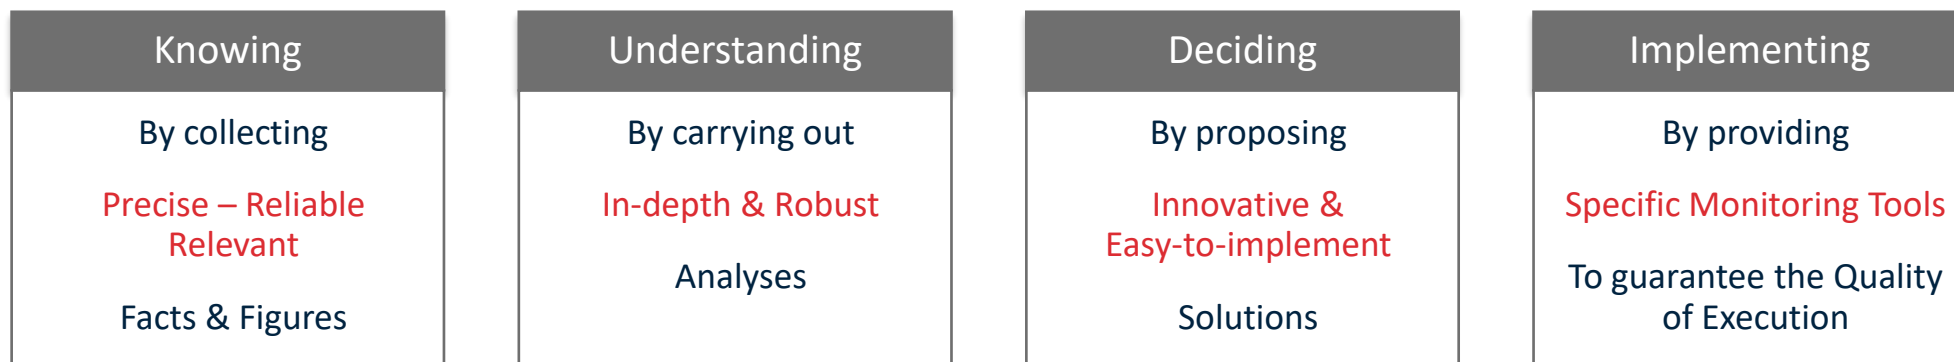 Knowing
By collecting
Precise – Reliable
Relevant
Facts & Figures
Understanding
By carrying out
In-depth & Robust
Analyses
Deciding
By proposing
Innovative &
Easy-to-implement
Solutions
Implementing
By providing
Specific Monitoring Tools
To guarantee the Quality
of Execution